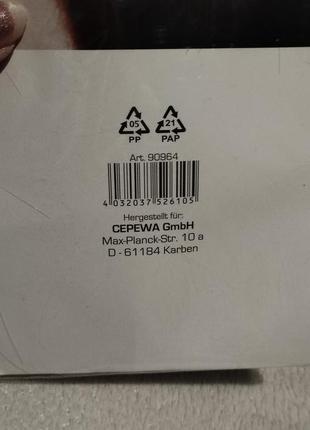 05 21
PP PAP
Art. 90964
4 032037 526105
Hergestellt für:
CEPEWA GmbH
Max-Planck-Str. 10 a
D - 61184 Karben